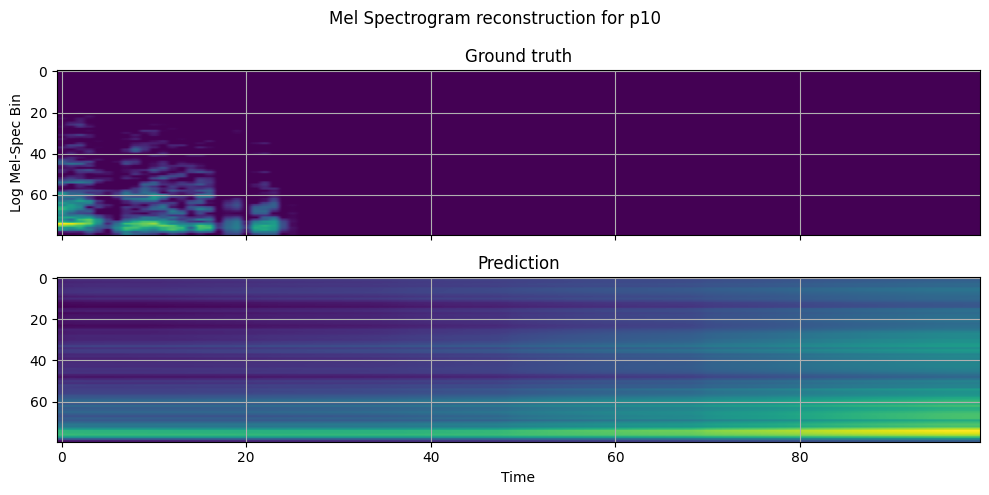 Mel Spectrogram reconstruction for p10
Ground truth
Log Mel-Spec Bin
0
20
40
60
Prediction
0
20
40
60
0 20 40 60 80
Time